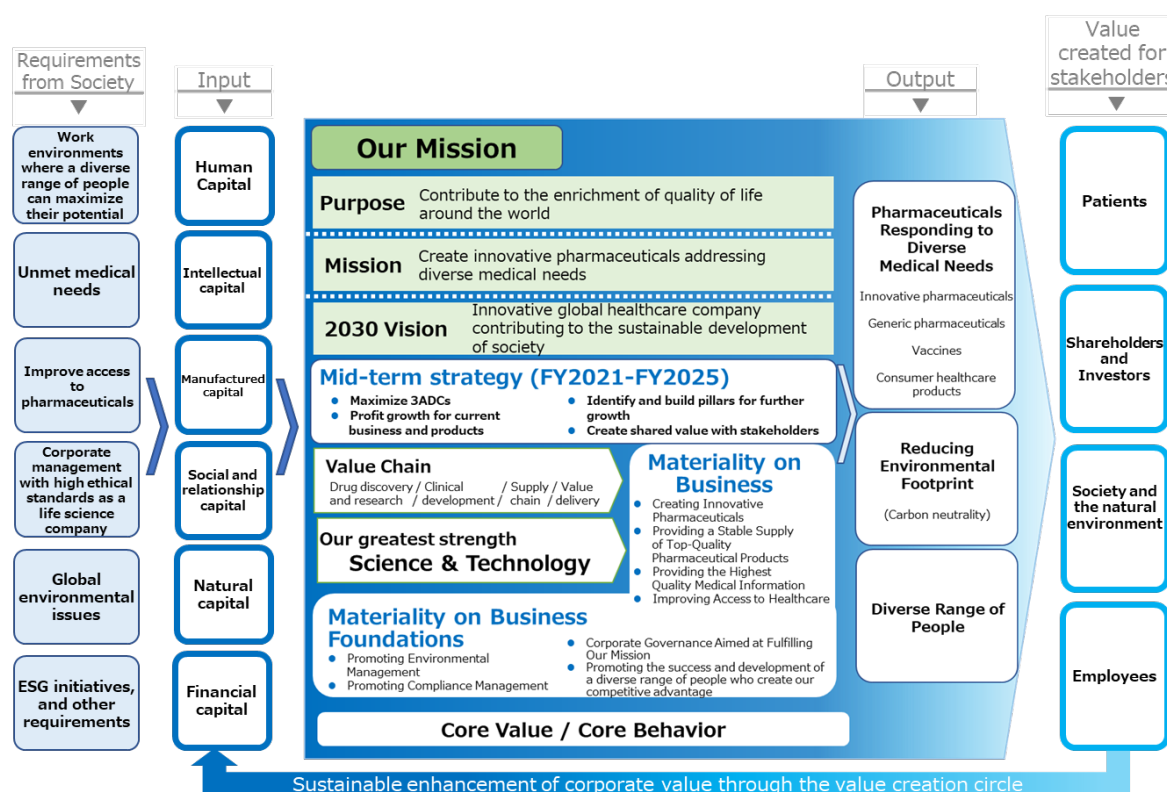 Requirements
from Society
Work
environments
where a diverse
range of people
can maximize
their potential
Unmet medical
needs
Improve access
to
pharmaceuticals
Corporate
management
with high ethical
standards as a
life science
company
Global
environmental
issues
ESG initiatives,
and other
requirements
Input
Human
Capital
Intellectual
capital
Manufactured
capital
Social and
relationship
capital
Natural
capital
Financial
capital
Our Mission
Purpose
Contribute to the enrichment of quality of life
around the world
Mission
Create innovative pharmaceuticals addressing
diverse medical needs
2030 Vision
Innovative global healthcare company
contributing to the sustainable development
of society
Mid-term strategy (FY2021-FY2025)
● Maximize 3ADCs
● Profit growth for current
business and products
● Identify and build pillars for further
growth
● Create shared value with stakeholders
Value Chain
Drug discovery / Clinical / Supply / Value
and research / development / chain / delivery
Our greatest strength
Science & Technology
Materiality on
Business
● Creating Innovative
Pharmaceuticals
● Providing a Stable Supply
of Top-Quality
Pharmaceutical Products
● Providing the Highest
Quality Medical Information
● Improving Access to Healthcare
Materiality on Business
Foundations
● Promoting Environmental
Management
● Promoting Compliance Management
● Corporate Governance Aimed at Fulfilling
Our Mission
● Promoting the success and development of
a diverse range of people who create our
competitive advantage
Core Value / Core Behavior
Output
Pharmaceuticals
Responding to
Diverse
Medical Needs
Innovative pharmaceuticals
Generic pharmaceuticals
Vaccines
Consumer healthcare
products
Reducing
Environmental
Footprint
(Carbon neutrality)
Diverse Range of
People
Value
created for
stakeholders
Patients
Shareholders
and
Investors
Society and
the natural
environment
Employees
Sustainable enhancement of corporate value through the value creation circle